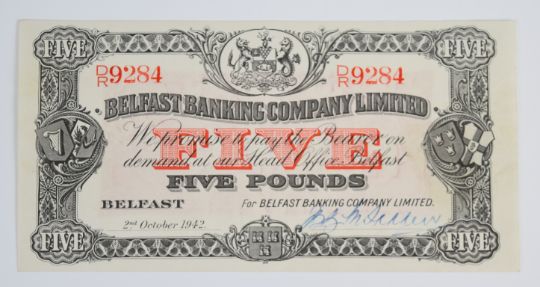 FIVE FIVE
D/R 9284 D/R 9284
BELFAST BANKING COMPANY LIMITED
We promise to pay the Bearer on
FIVE
demand, at our Head Office, Belfast
FIVE POUNDS
BELFAST For BELFAST BANKING COMPANY LIMITED.
2nd October 1942.
FIVE FIVE